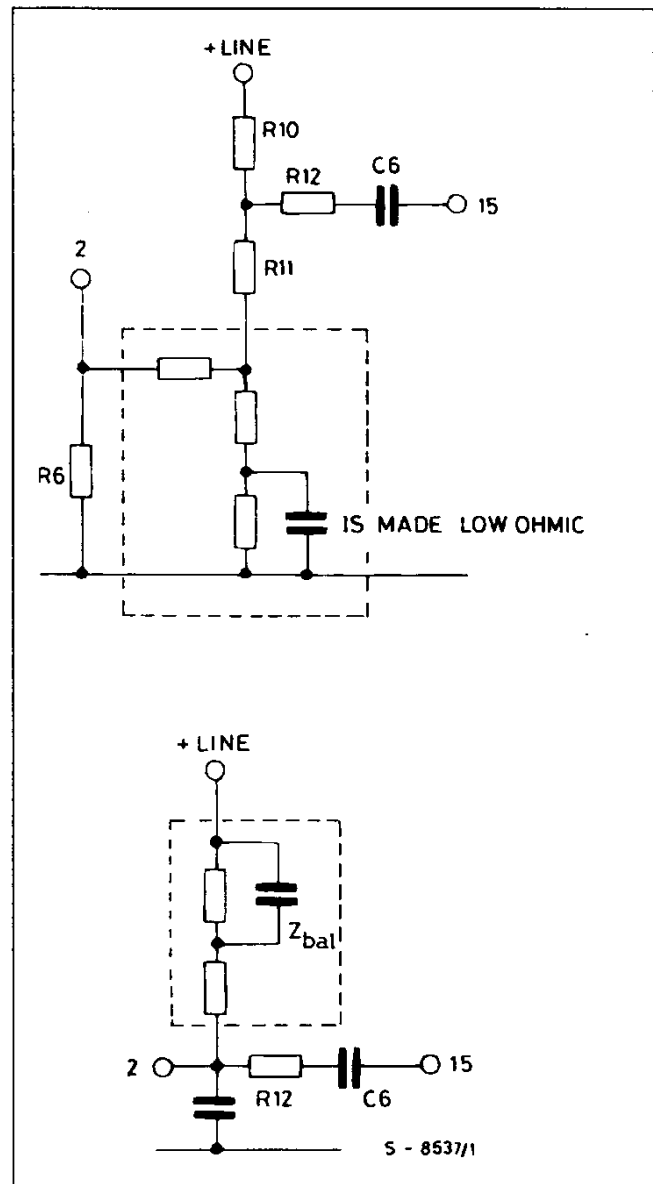 +LINE
R10
R12
C6
15
2
R11
R6
IS MADE LOW OHMIC
+LINE
Zbal
2
R12
C6
15
S - 8537/1